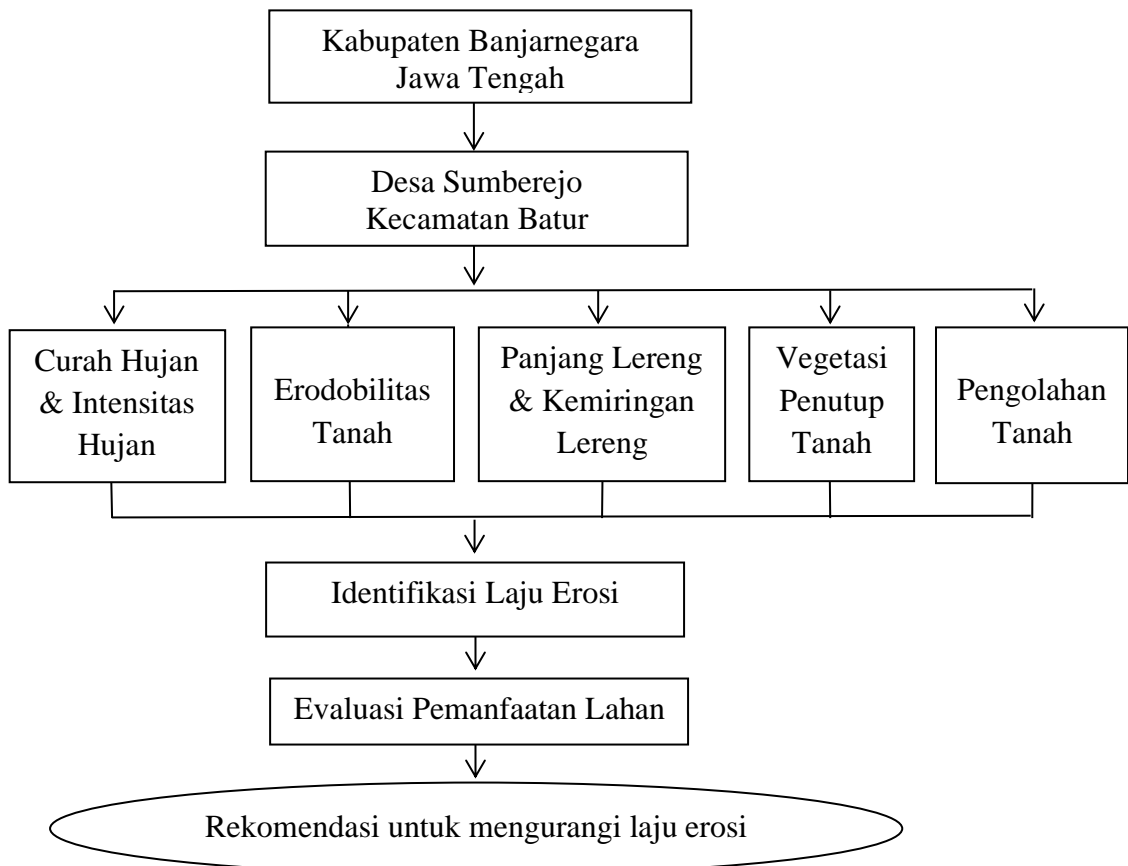 Kabupaten Banjarnegara
Jawa Tengah
Desa Sumberejo
Kecamatan Batur
Curah Hujan
& Intensitas
Hujan
Erodobilitas
Tanah
Panjang Lereng
& Kemiringan
Lereng
Vegetasi
Penutup
Tanah
Pengolahan
Tanah
Identifikasi Laju Erosi
Evaluasi Pemanfaatan Lahan
Rekomendasi untuk mengurangi laju erosi